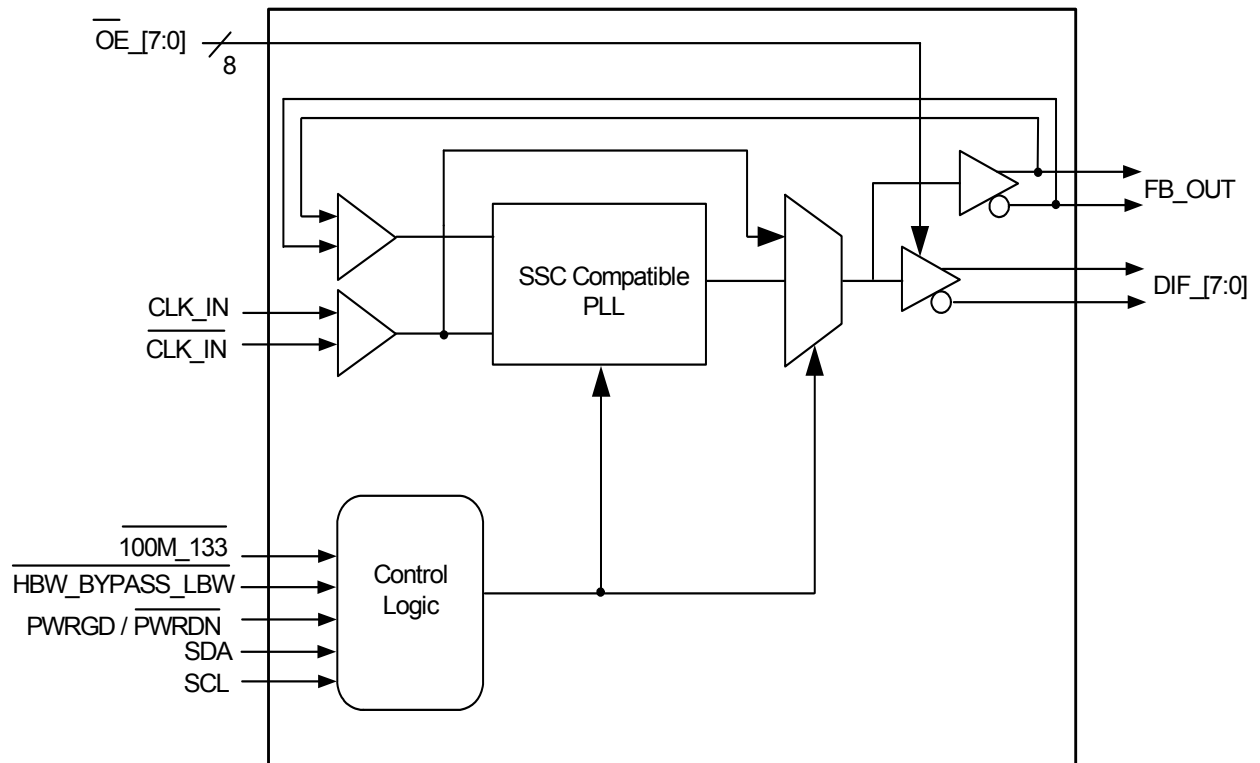 OE_[7:0]
8
FB_OUT
SSC Compatible
PLL
DIF_[7:0]
CLK_IN
CLK_IN
100M_133
HBW_BYPASS_LBW
PWRGD / PWRDN
SDA
SCL
Control
Logic